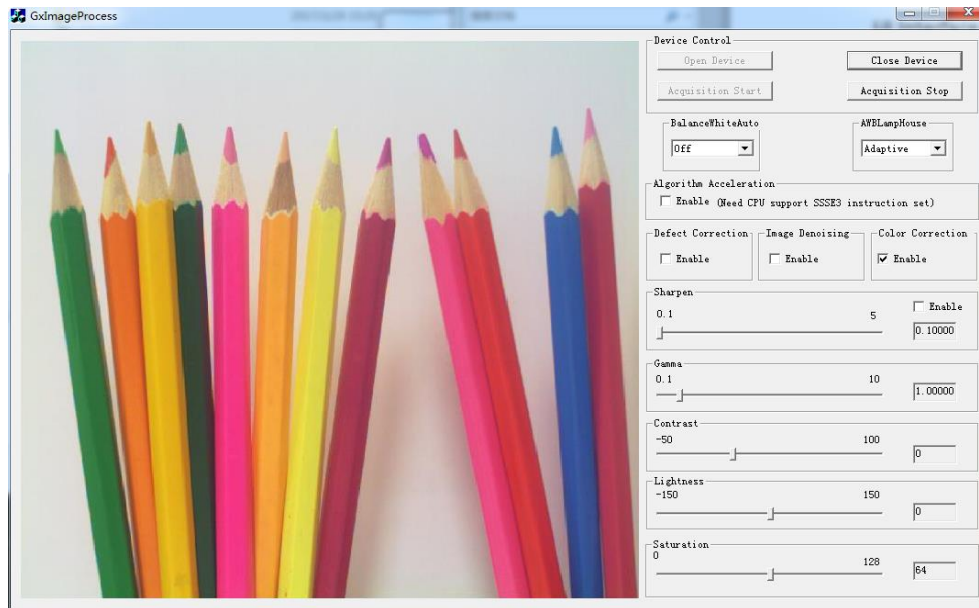 GxImageProcess
Device Control
Open Device
Close Device
Acquisition Start
Acquisition Stop
BalanceWhiteAuto
AWBLampHouse
Off
Adaptive
Algorithm Acceleration
Enable (Need CPU support SSSE3 instruction set)
Defect Correction
Image Denoising
Color Correction
Enable
Enable
Enable
Sharpen
0.1
5
Enable
0.10000
Gamma
0.1
10
1.00000
Contrast
-50
100
0
Lightness
-150
150
0
Saturation
0
128
64